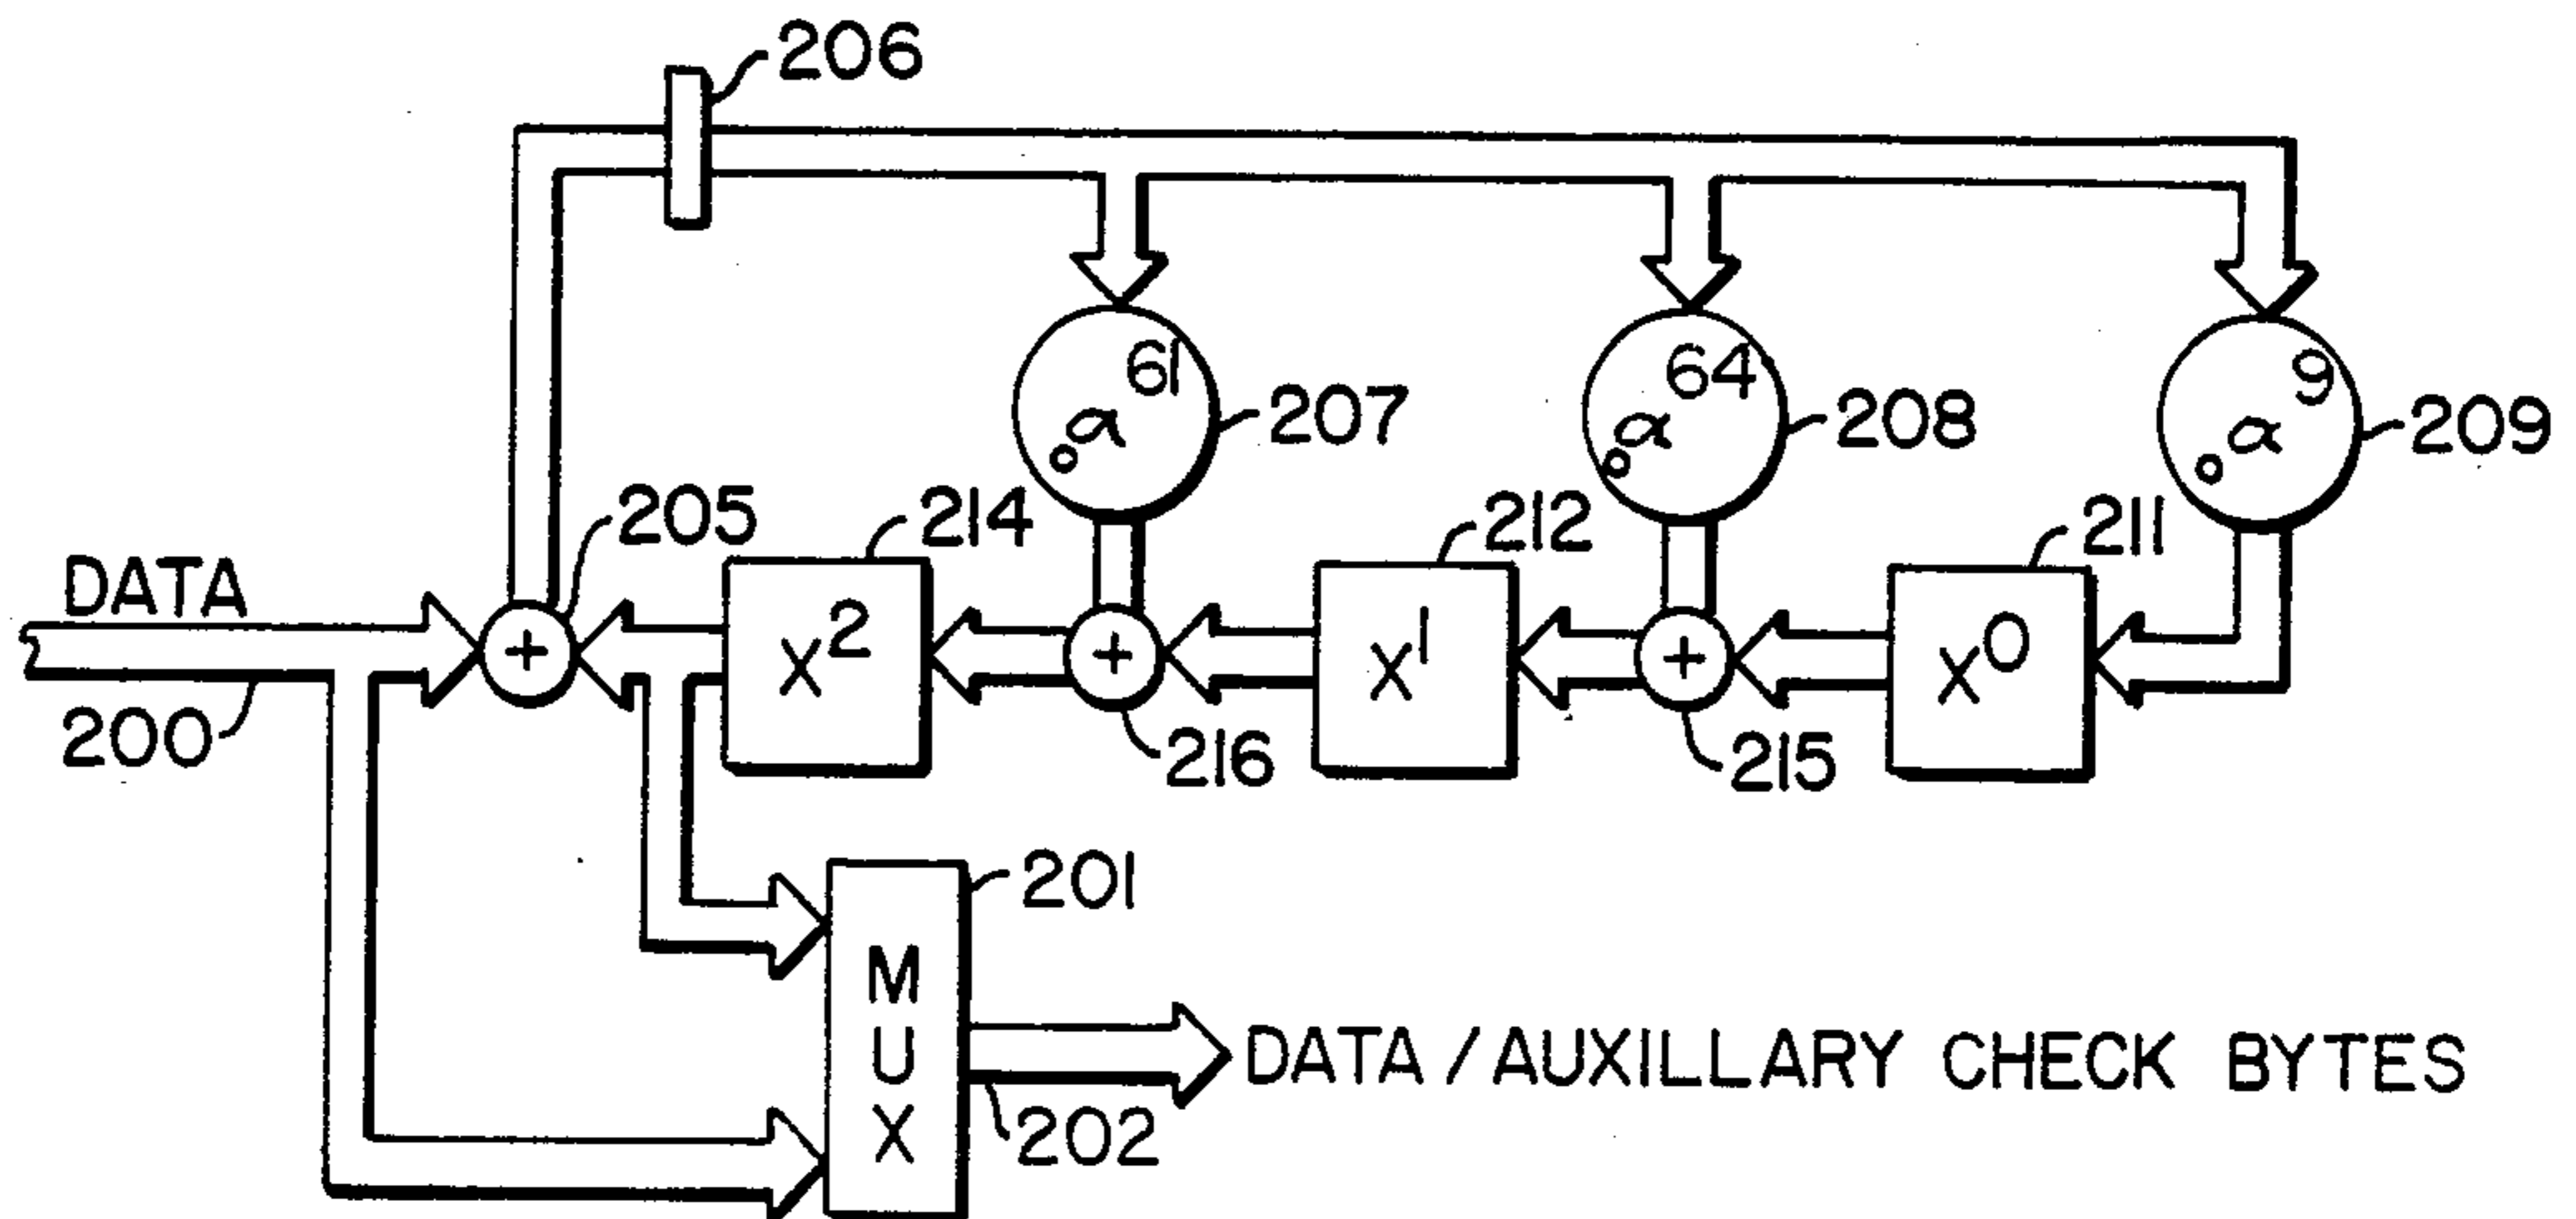 206
61
α
207
64
α
208
9
α
209
DATA
205
214
212
211
+
X2
+
X1
+
X0
200
216
215
201
MUX
DATA / AUXILLARY CHECK BYTES
202